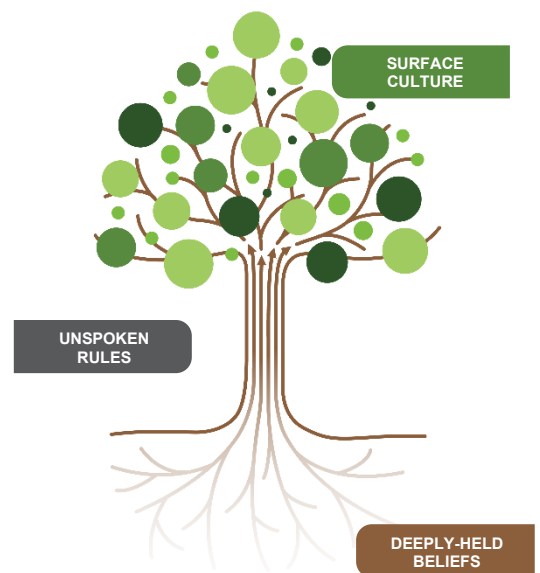 SURFACE
CULTURE
UNSPOKEN
RULES
DEEPLY-HELD
BELIEFS